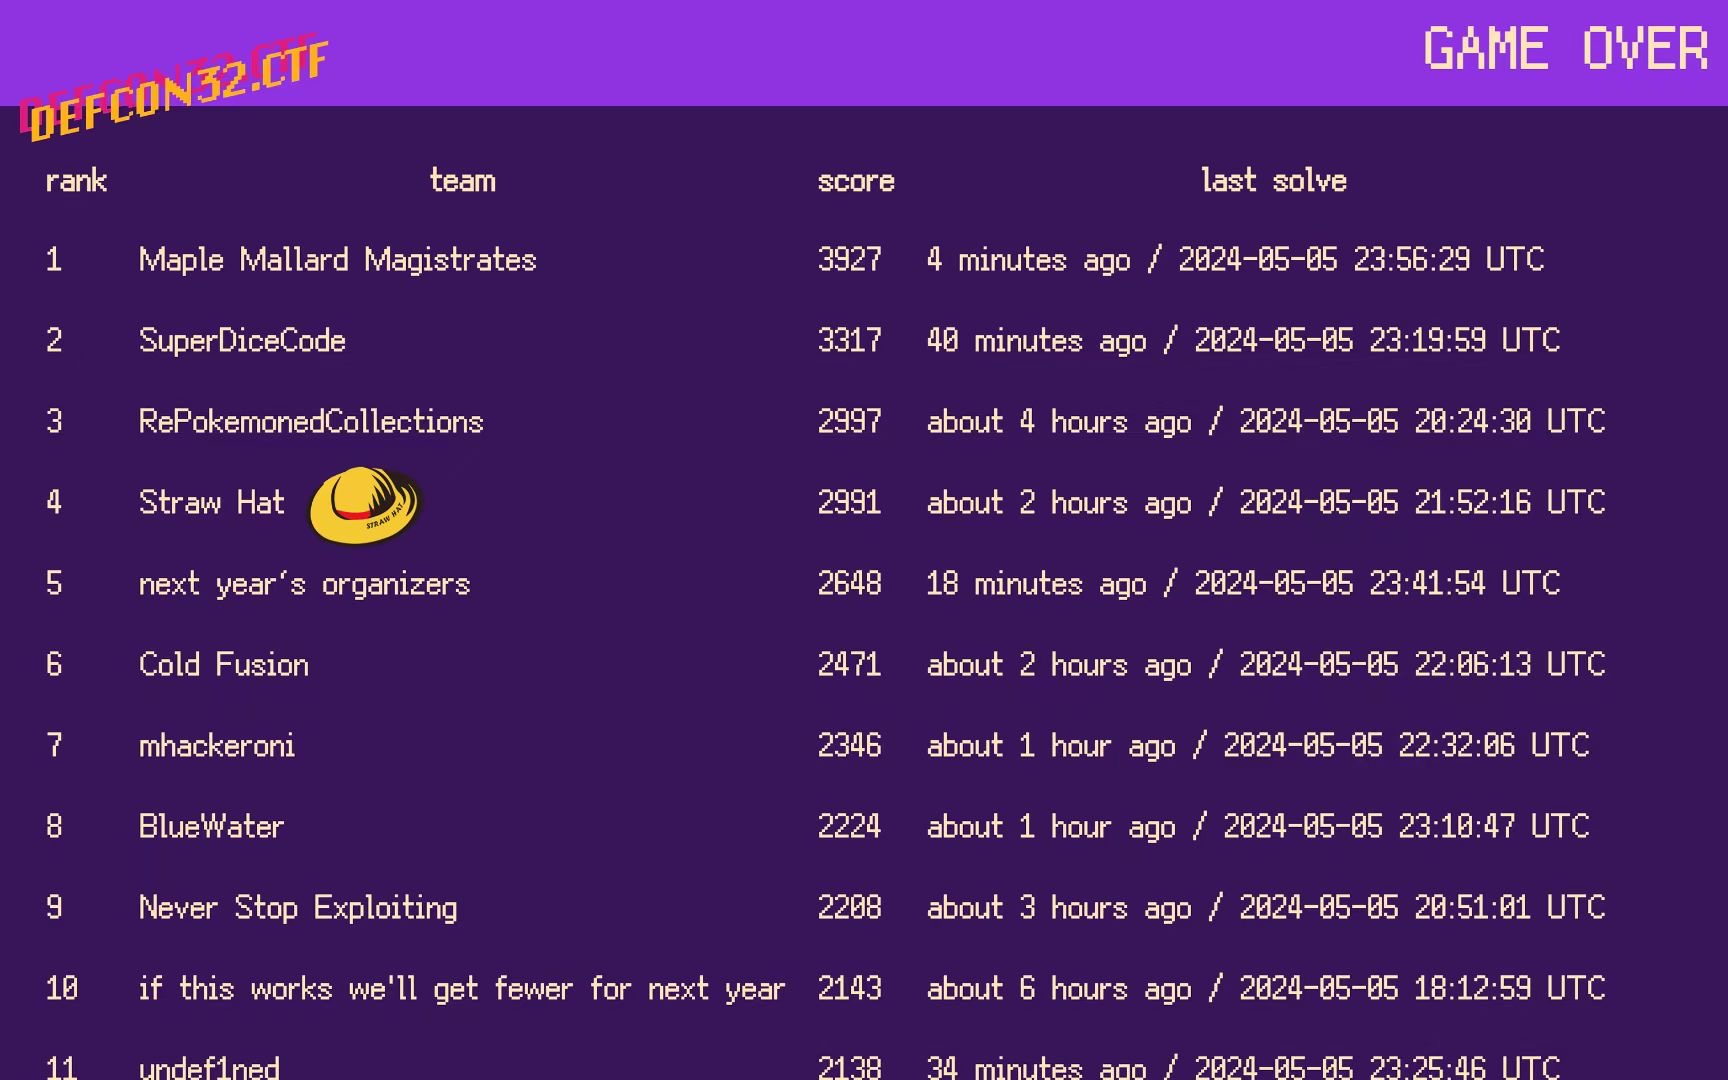 GAME OVER
DEFCON32.CTF
rank team score last solve
1 Maple Mallard Magistrates 3927 4 minutes ago / 2024-05-05 23:56:29 UTC
2 SuperDiceCode 3317 40 minutes ago / 2024-05-05 23:19:59 UTC
3 RePokemonedCollections 2997 about 4 hours ago / 2024-05-05 20:24:30 UTC
4 Straw Hat STRAW HAT 2991 about 2 hours ago / 2024-05-05 21:52:16 UTC
5 next year‘s organizers 2648 18 minutes ago / 2024-05-05 23:41:54 UTC
6 Cold Fusion 2471 about 2 hours ago / 2024-05-05 22:06:13 UTC
7 mhackeroni 2346 about 1 hour ago / 2024-05-05 22:32:06 UTC
8 BlueWater 2224 about 1 hour ago / 2024-05-05 23:10:47 UTC
9 Never Stop Exploiting 2208 about 3 hours ago / 2024-05-05 20:51:01 UTC
10 if this works we'll get fewer for next year 2143 about 6 hours ago / 2024-05-05 18:12:59 UTC
11 undef1ned 2138 34 minutes ago / 2024-05-05 23:25:46 UTC